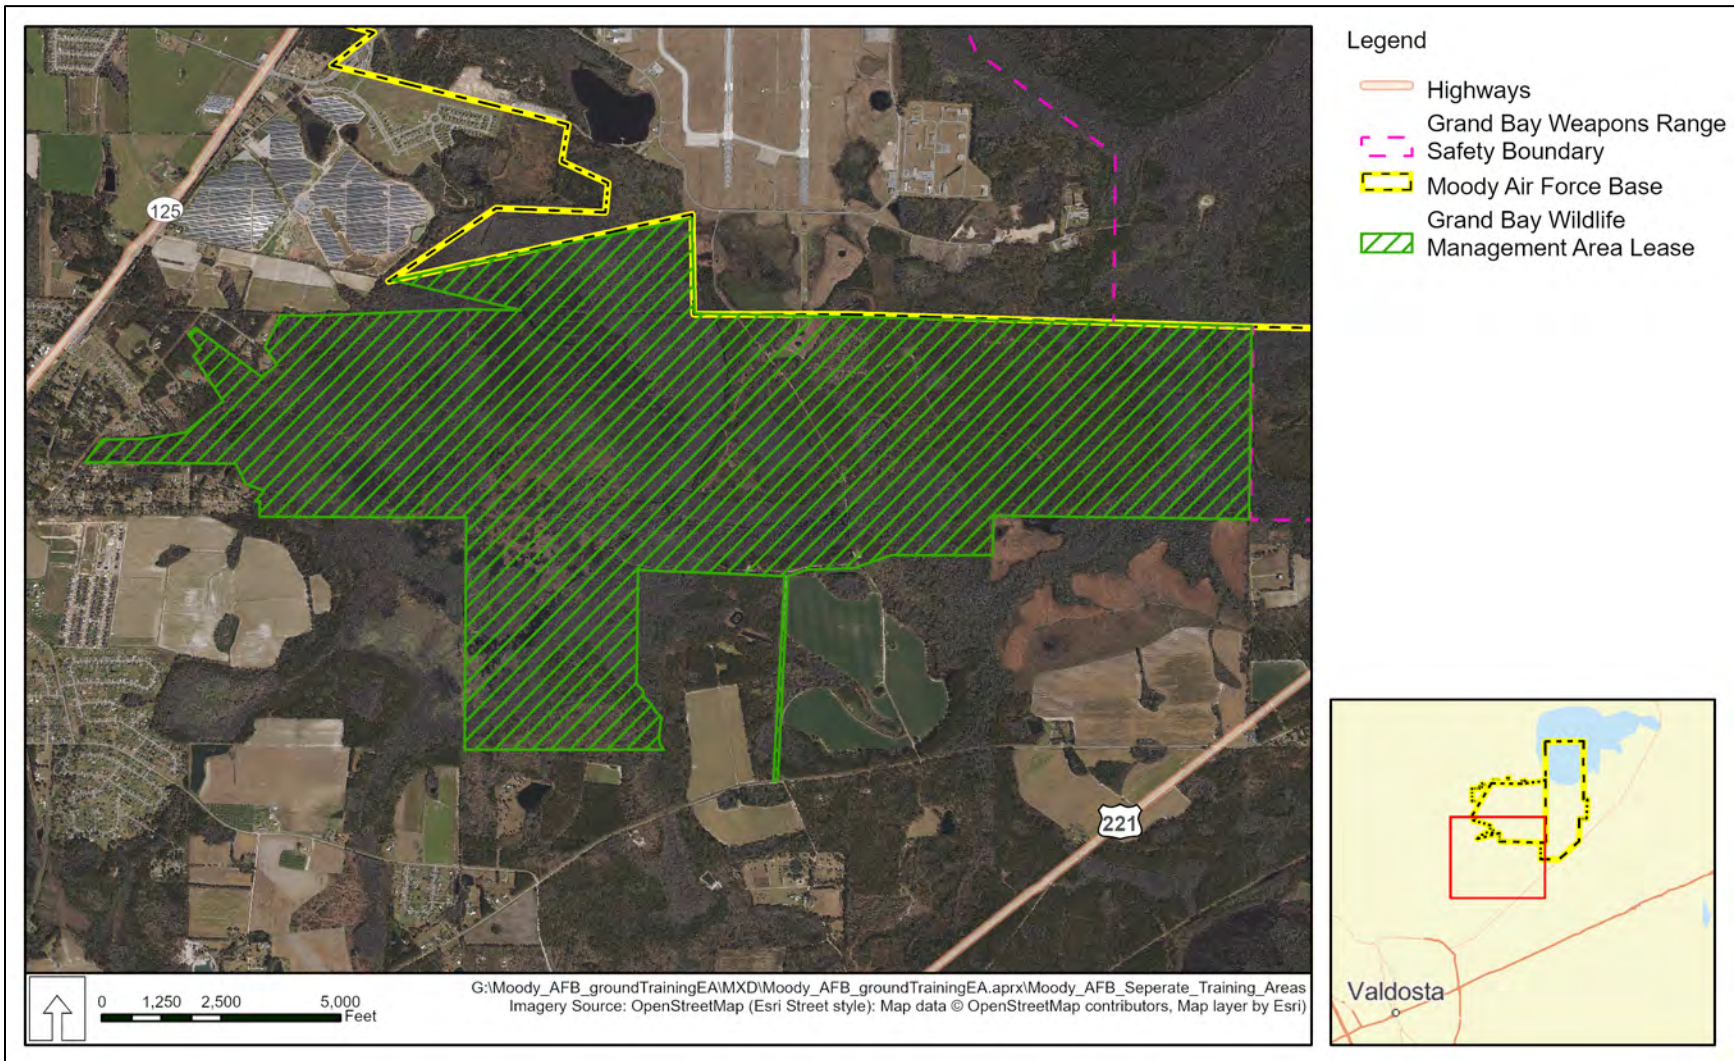 Legend
Highways
Grand Bay Weapons Range
Safety Boundary
Moody Air Force Base
Grand Bay Wildlife
Management Area Lease
125
221
Valdosta
0 1,250 2,500 5,000
Feet
G:\Moody_AFB_groundTrainingEA\MXD\Moody_AFB_groundTrainingEA.aprx\Moody_AFB_Seperate_Training_Areas
Imagery Source: OpenStreetMap (Esri Street style): Map data © OpenStreetMap contributors, Map layer by Esri)